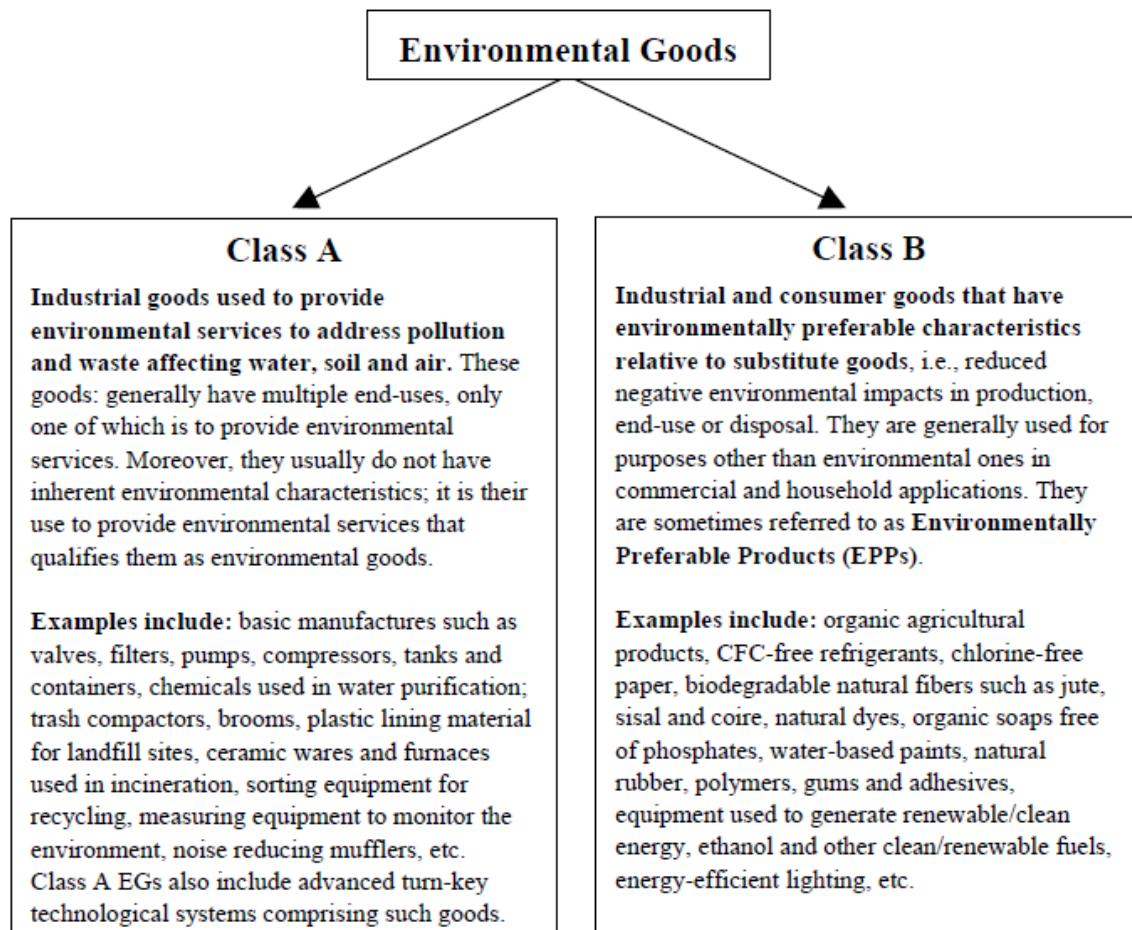 Environmental Goods
Class A
Industrial goods used to provide
environmental services to address pollution
and waste affecting water, soil and air. These
goods: generally have multiple end-uses, only
one of which is to provide environmental
services. Moreover, they usually do not have
inherent environmental characteristics; it is their
use to provide environmental services that
qualifies them as environmental goods.
Examples include: basic manufactures such as
valves, filters, pumps, compressors, tanks and
containers, chemicals used in water purification;
trash compactors, brooms, plastic lining material
for landfill sites, ceramic wares and furnaces
used in incineration, sorting equipment for
recycling, measuring equipment to monitor the
environment, noise reducing mufflers, etc.
Class A EGs also include advanced turn-key
technological systems comprising such goods.
Class B
Industrial and consumer goods that have
environmentally preferable characteristics
relative to substitute goods, i.e., reduced
negative environmental impacts in production,
end-use or disposal. They are generally used for
purposes other than environmental ones in
commercial and household applications. They
are sometimes referred to as Environmentally
Preferable Products (EPPs).
Examples include: organic agricultural
products, CFC-free refrigerants, chlorine-free
paper, biodegradable natural fibers such as jute,
sisal and coire, natural dyes, organic soaps free
of phosphates, water-based paints, natural
rubber, polymers, gums and adhesives,
equipment used to generate renewable/clean
energy, ethanol and other clean/renewable fuels,
energy-efficient lighting, etc.